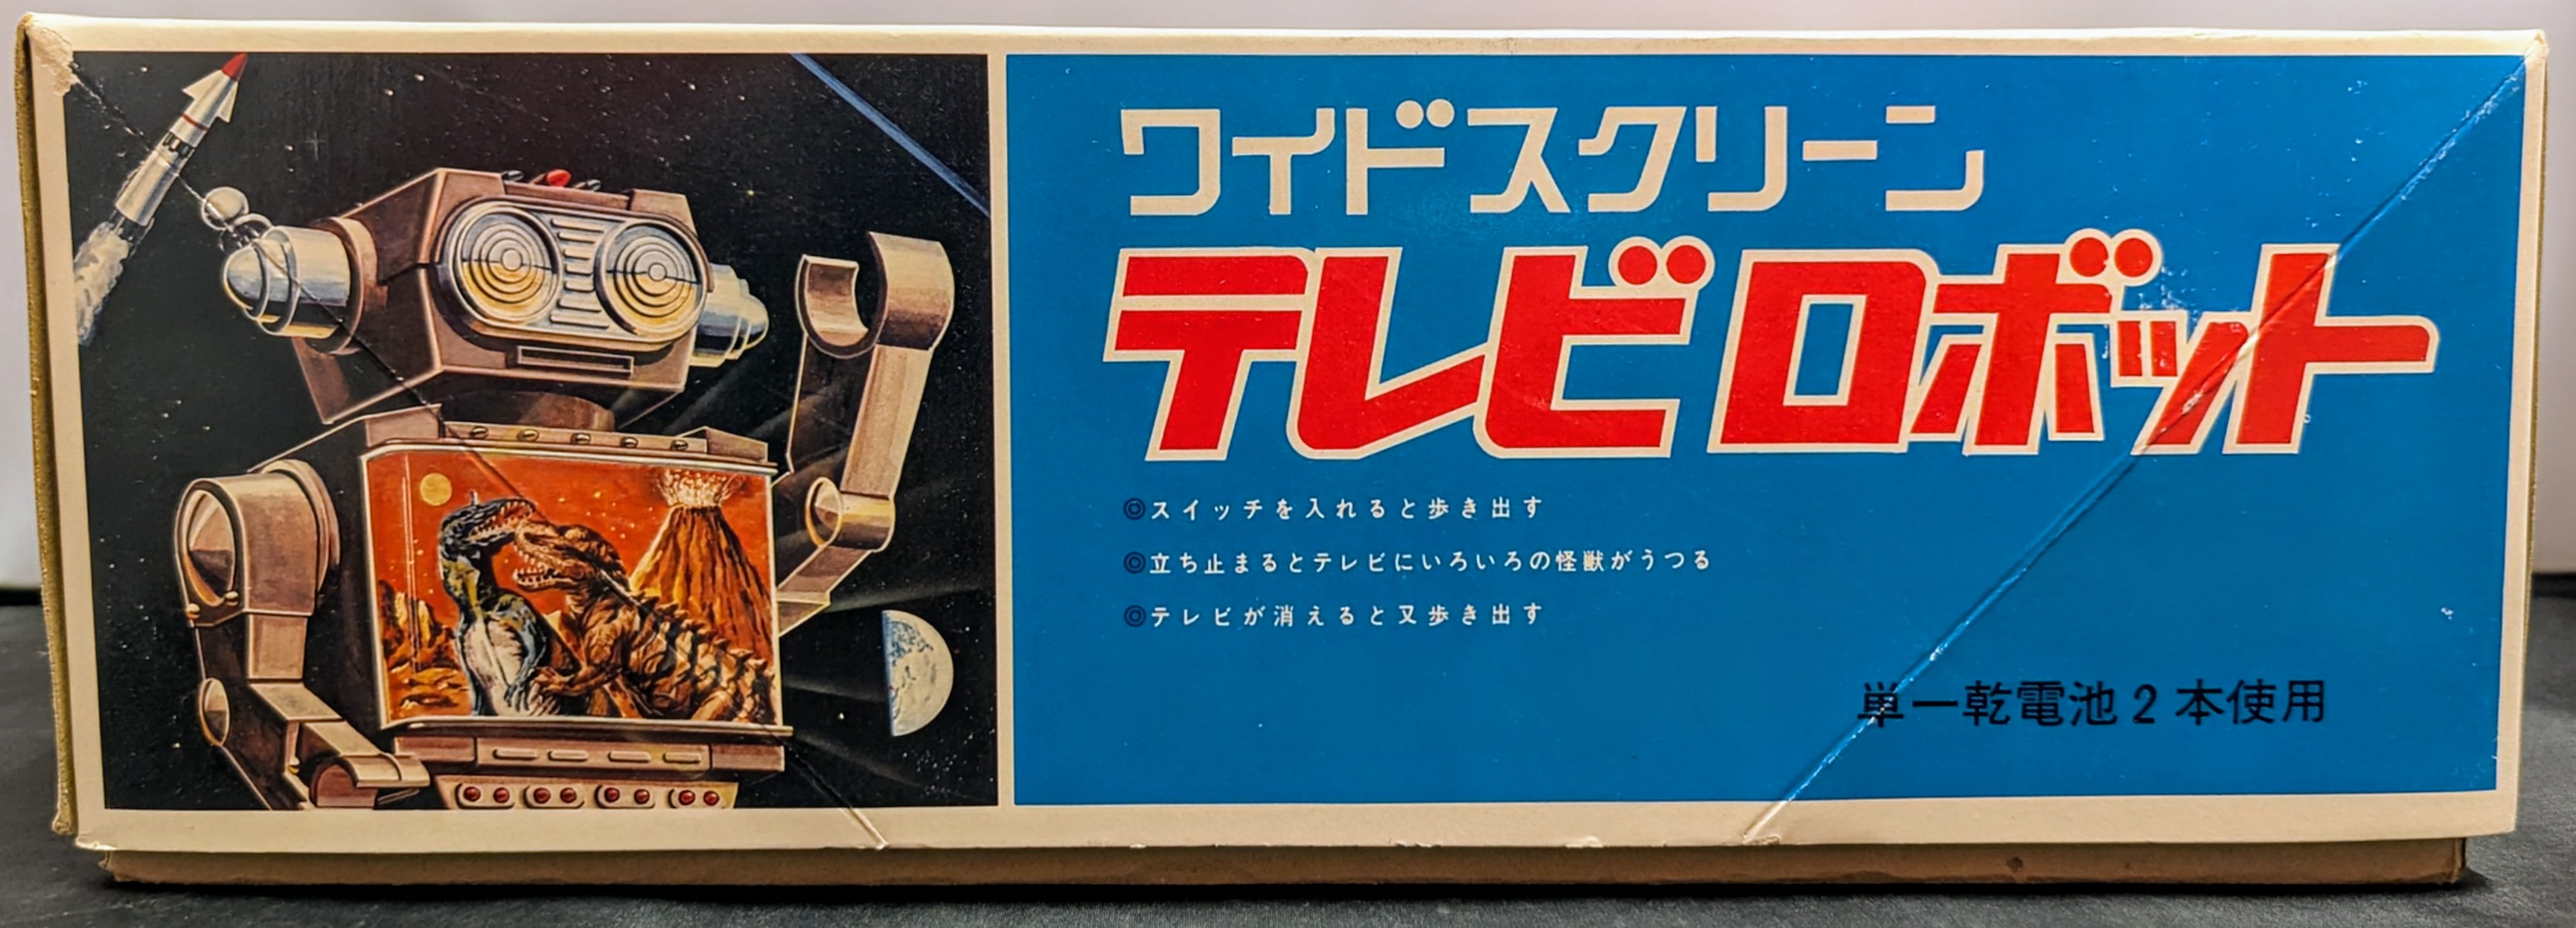 ワイドスクリーン
テレビロボット
◎スイッチを入れると歩き出す
◎立ち止まるとテレビにいろいろの怪獣がうつる
◎テレビが消えると又歩き出す
単一乾電池2本使用